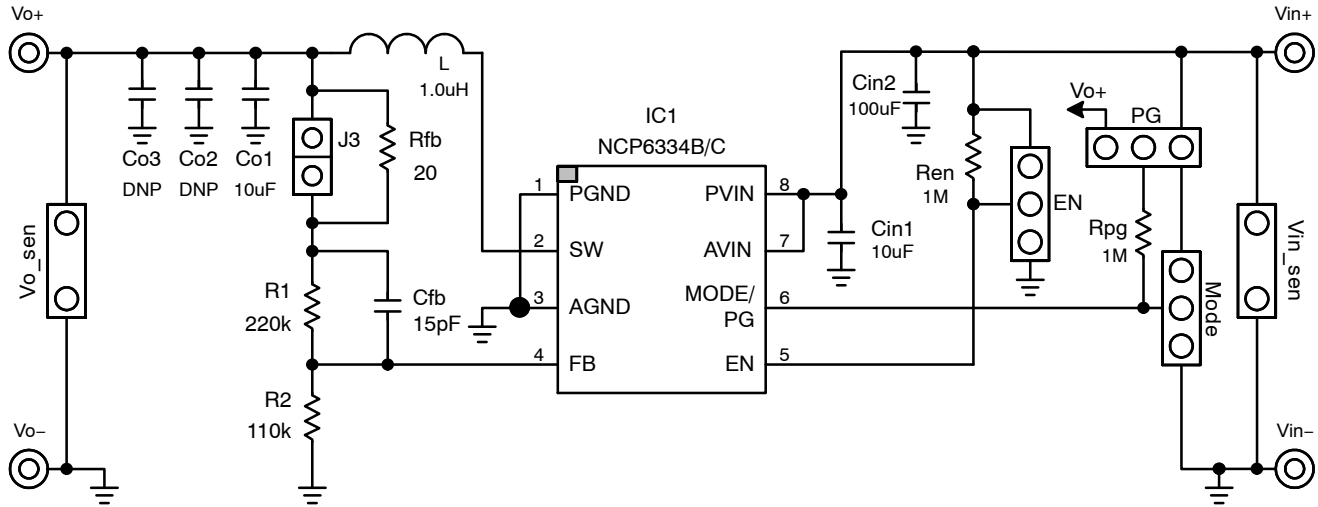 Vo+
Vin+
L
1.0uH
Cin2
100uF
Vo+
PG
IC1
NCP6334B/C
J3
Rfb
20
Co3
DNP
Co2
DNP
Co1
10uF
Ren
1M
EN
1
PGND
PVIN
8
2
SW
AVIN
7
3
AGND
MODE/
PG
6
4
FB
EN
5
Cin1
10uF
Rpg
1M
Vo_sen
Vin_sen
Mode
R1
220k
Cfb
15pF
R2
110k
Vo−
Vin−